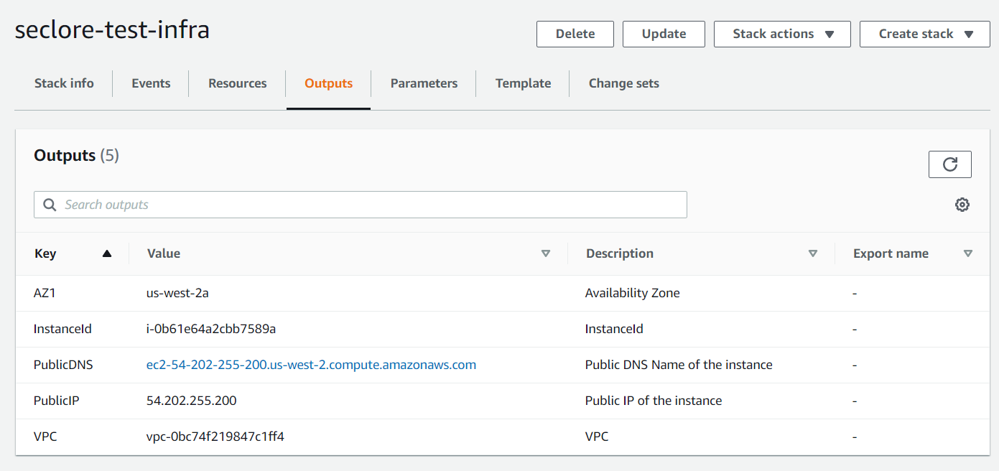 seclore-test-infra
Delete Update Stack actions Create stack
Stack info Events Resources Outputs Parameters Template Change sets
Outputs (5)
Search outputs
Key Value Description Export name
AZ1 us-west-2a Availability Zone -
InstanceId i-0b61e64a2cbb7589a InstanceId -
PublicDNS ec2-54-202-255-200.us-west-2.compute.amazonaws.com Public DNS Name of the instance -
PublicIP 54.202.255.200 Public IP of the instance -
VPC vpc-0bc74f219847c1ff4 VPC -